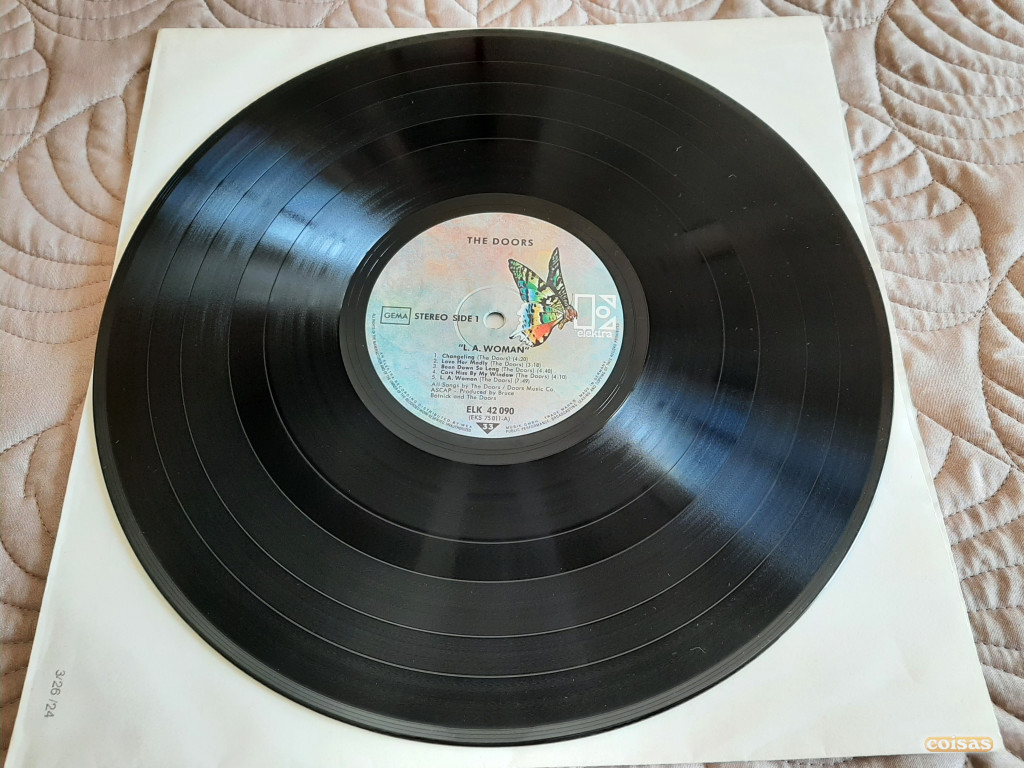 THE DOORS
GEMA STEREO SIDE 1
elektra
"L.A. WOMAN"
1. Changeling (The Doors) (4:20)
2. Love Her Madly (The Doors) (3:18)
3. Been Down So Long (The Doors) (4:40)
4. Cars Hiss By My Window (The Doors) (4:10)
5. L.A. Woman (The Doors) (7:49)
All Songs by The Doors / Doors Music Co.
ASCAP - Produced by Bruce
Botnick and The Doors
ELK 42 090
(EKS 75 011-A)
33
3/26/24
coisas